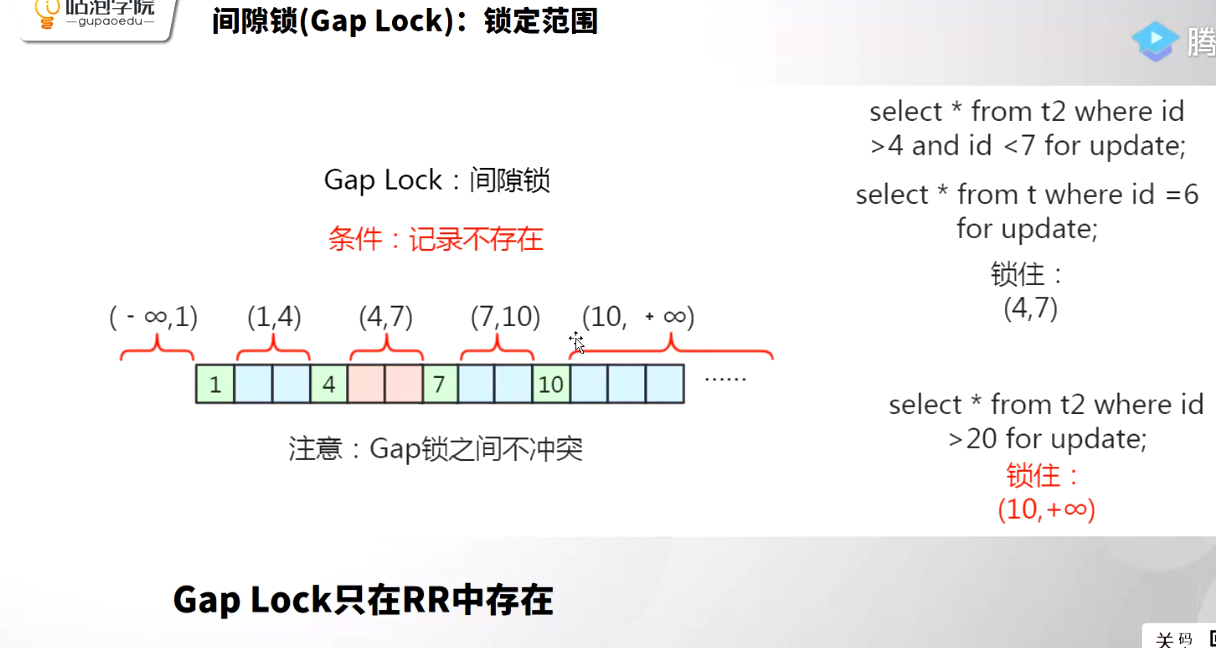 咕泡学院
gupaoedu
间隙锁(Gap Lock)：锁定范围
腾
select * from t2 where id
>4 and id <7 for update;
Gap Lock：间隙锁
select * from t where id =6
for update;
条件：记录不存在
锁住：
(4,7)
( - ∞,1)
(1,4)
(4,7)
(7,10)
(10, + ∞)
1
4
7
10
······
select * from t2 where id
>20 for update;
锁住：
(10,+∞)
注意：Gap锁之间不冲突
Gap Lock只在RR中存在